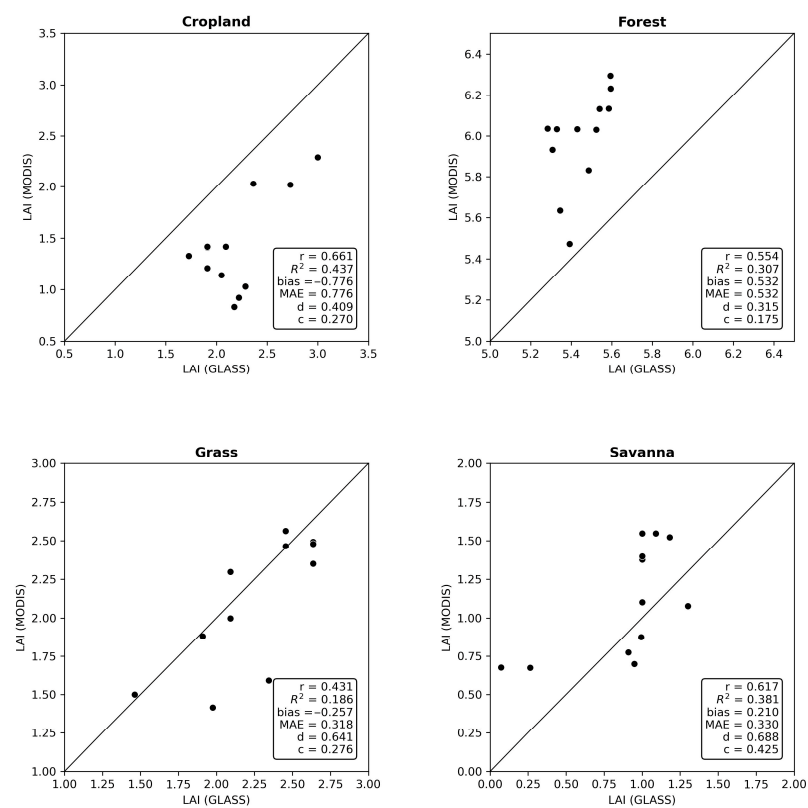 Cropland
3.5
3.0
2.5
2.0
1.5
1.0
0.5
LAI (MODIS)
r = 0.661
R² = 0.437
bias =−0.776
MAE = 0.776
d = 0.409
c = 0.270
0.5 1.0 1.5 2.0 2.5 3.0 3.5
LAI (GLASS)
Forest
6.4
6.2
6.0
5.8
5.6
5.4
5.2
5.0
LAI (MODIS)
r = 0.554
R² = 0.307
bias = 0.532
MAE = 0.532
d = 0.315
c = 0.175
5.0 5.2 5.4 5.6 5.8 6.0 6.2 6.4
LAI (GLASS)
Grass
3.00
2.75
2.50
2.25
2.00
1.75
1.50
1.25
1.00
LAI (MODIS)
r = 0.431
R² = 0.186
bias =−0.257
MAE = 0.318
d = 0.641
c = 0.276
1.00 1.25 1.50 1.75 2.00 2.25 2.50 2.75 3.00
LAI (GLASS)
Savanna
2.00
1.75
1.50
1.25
1.00
0.75
0.50
0.25
0.00
LAI (MODIS)
r = 0.617
R² = 0.381
bias = 0.210
MAE = 0.330
d = 0.688
c = 0.425
0.00 0.25 0.50 0.75 1.00 1.25 1.50 1.75 2.00
LAI (GLASS)